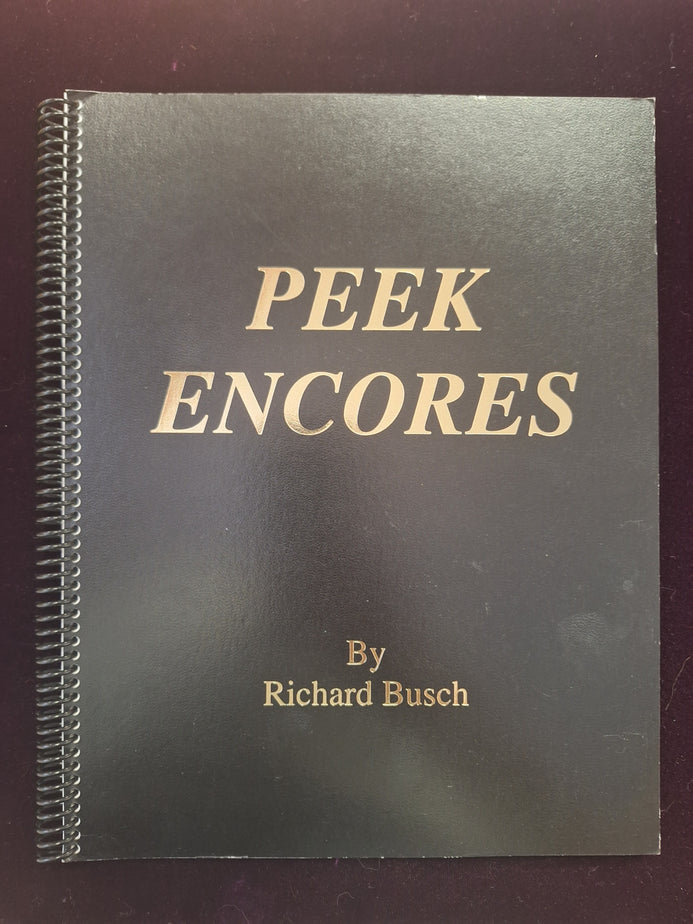 PEEK
ENCORES
By
Richard Busch